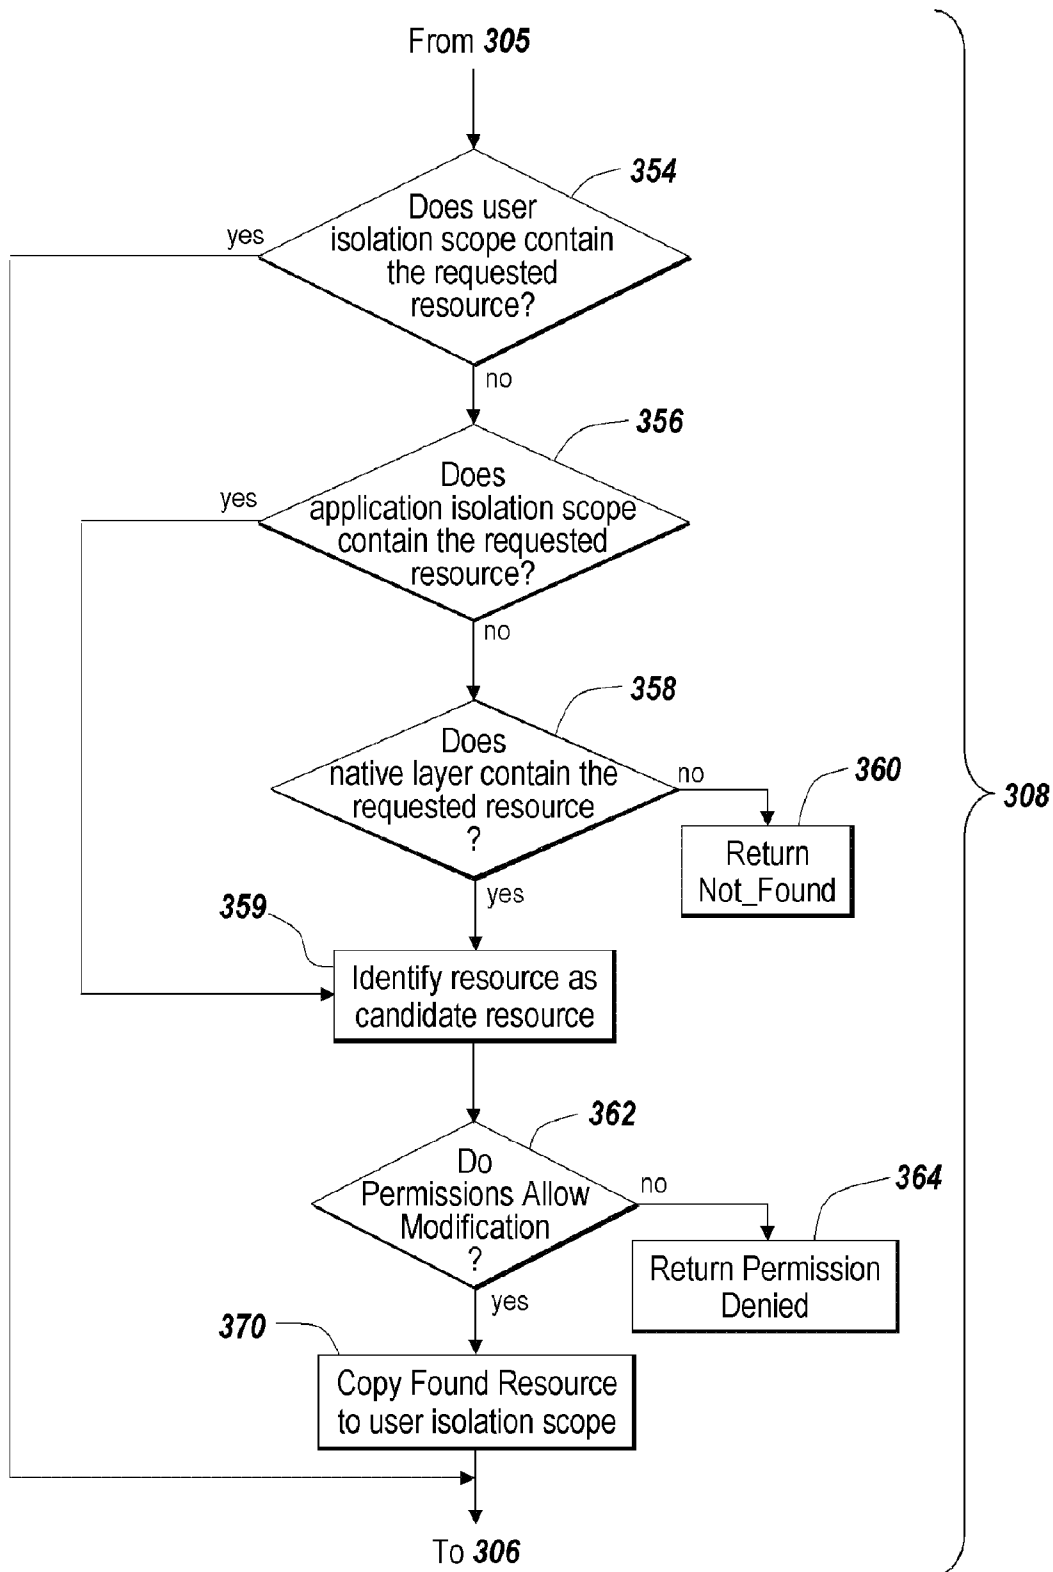 From 305
354
Does user
isolation scope contain
the requested
resource?
yes
no
356
Does
application isolation scope
contain the requested
resource?
yes
no
358
Does
native layer contain the
requested resource
?
no
360
308
Return
Not_Found
yes
359
Identify resource as
candidate resource
362
Do
Permissions Allow
Modification
?
no
364
Return Permission
Denied
yes
370
Copy Found Resource
to user isolation scope
To 306